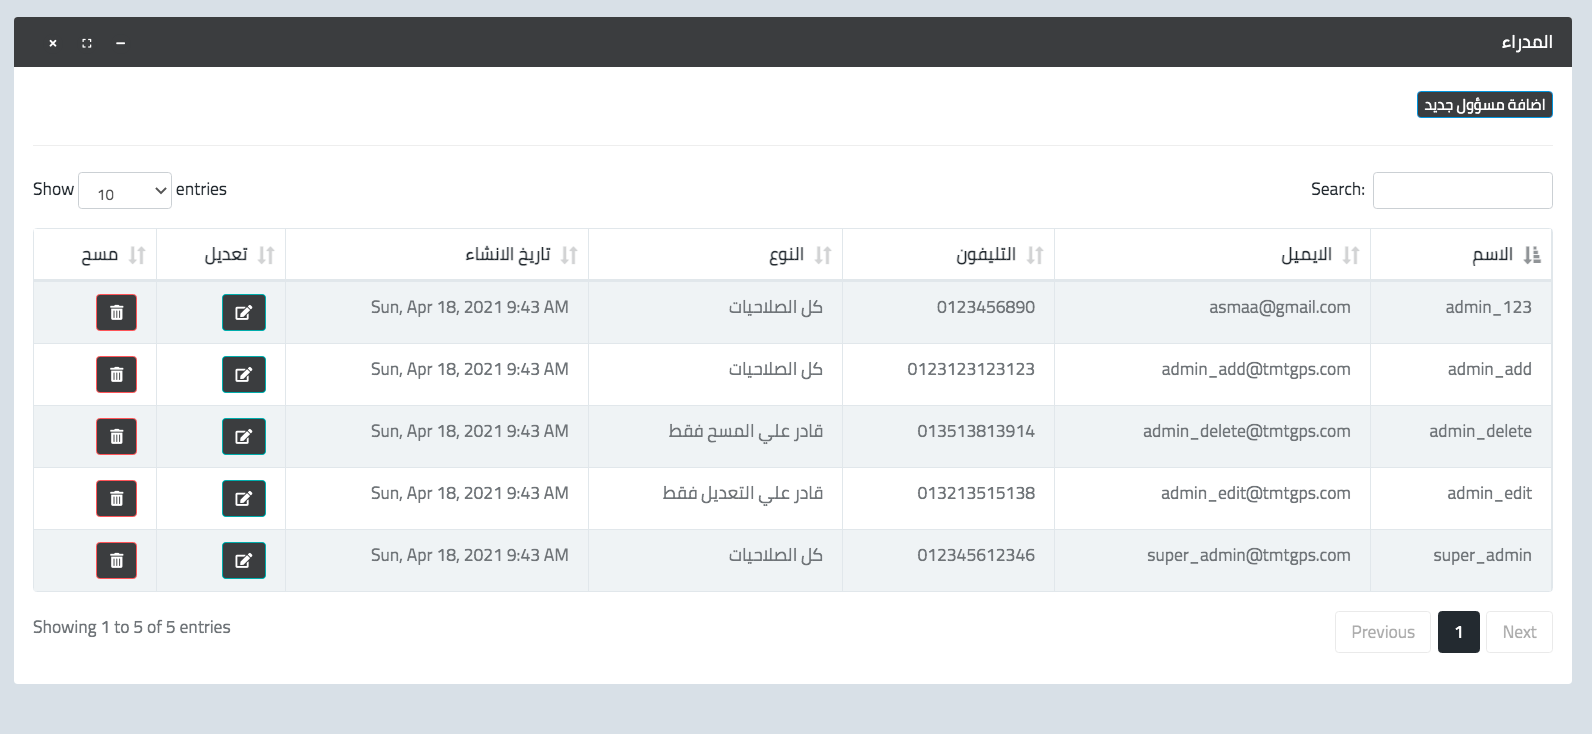 المدراء
اضافة مسؤول جديد
Show 10 entries
Search:
الاسم الايميل التليفون النوع تاريخ الانشاء تعديل مسح
admin_123 asmaa@gmail.com 0123456890 كل الصلاحيات Sun, Apr 18, 2021 9:43 AM
admin_add admin_add@tmtgps.com 0123123123123 كل الصلاحيات Sun, Apr 18, 2021 9:43 AM
admin_delete admin_delete@tmtgps.com 013513813914 قادر علي المسح فقط Sun, Apr 18, 2021 9:43 AM
admin_edit admin_edit@tmtgps.com 013213515138 قادر علي التعديل فقط Sun, Apr 18, 2021 9:43 AM
super_admin super_admin@tmtgps.com 012345612346 كل الصلاحيات Sun, Apr 18, 2021 9:43 AM
Showing 1 to 5 of 5 entries
Previous 1 Next